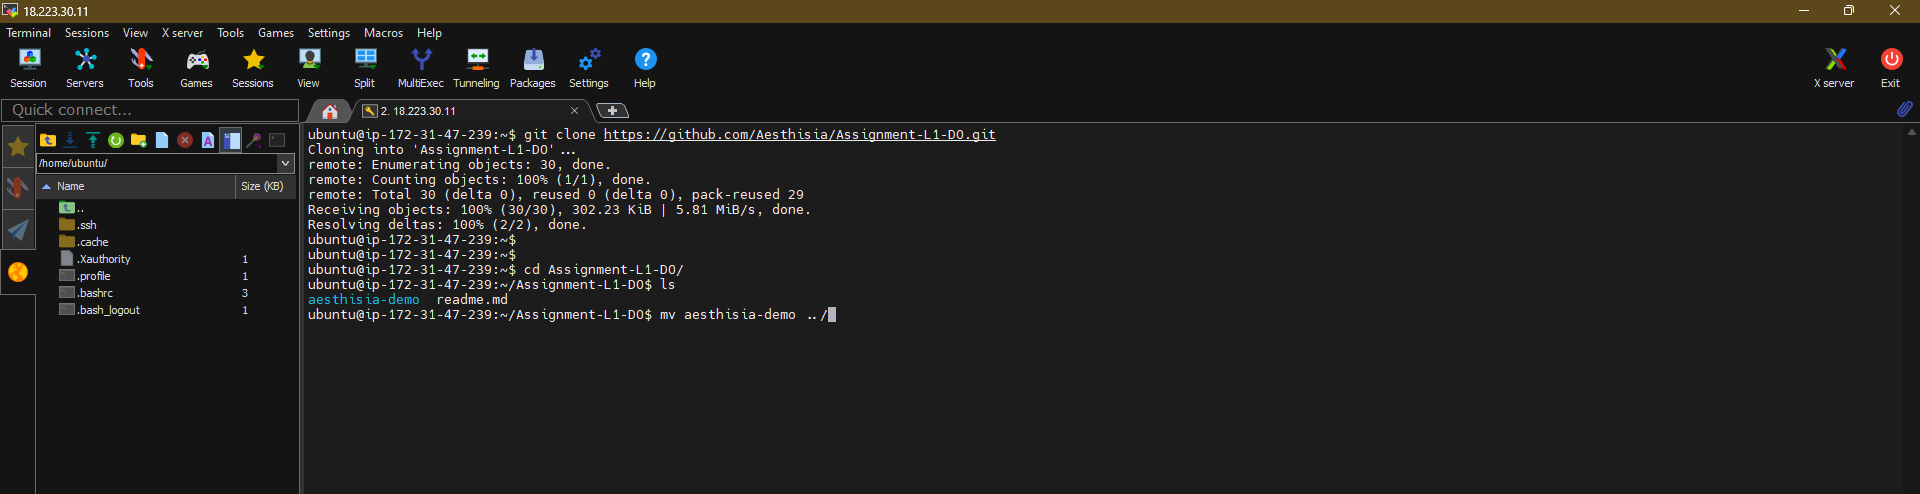 18.223.30.11
Terminal Sessions View X server Tools Games Settings Macros Help
Session Servers Tools Games Sessions View Split MultiExec Tunneling Packages Settings Help X server Exit
Quick connect...
2. 18.223.30.11
/home/ubuntu/
Name Size (KB)
..
.ssh
.cache
.Xauthority 1
.profile 1
.bashrc 3
.bash_logout 1
ubuntu@ip-172-31-47-239:~$ git clone https://github.com/Aesthisia/Assignment-L1-DO.git
Cloning into 'Assignment-L1-DO'...
remote: Enumerating objects: 30, done.
remote: Counting objects: 100% (1/1), done.
remote: Total 30 (delta 0), reused 0 (delta 0), pack-reused 29
Receiving objects: 100% (30/30), 302.23 KiB | 5.81 MiB/s, done.
Resolving deltas: 100% (2/2), done.
ubuntu@ip-172-31-47-239:~$
ubuntu@ip-172-31-47-239:~$
ubuntu@ip-172-31-47-239:~$ cd Assignment-L1-DO/
ubuntu@ip-172-31-47-239:~/Assignment-L1-DO$ ls
aesthisia-demo readme.md
ubuntu@ip-172-31-47-239:~/Assignment-L1-DO$ mv aesthisia-demo ../